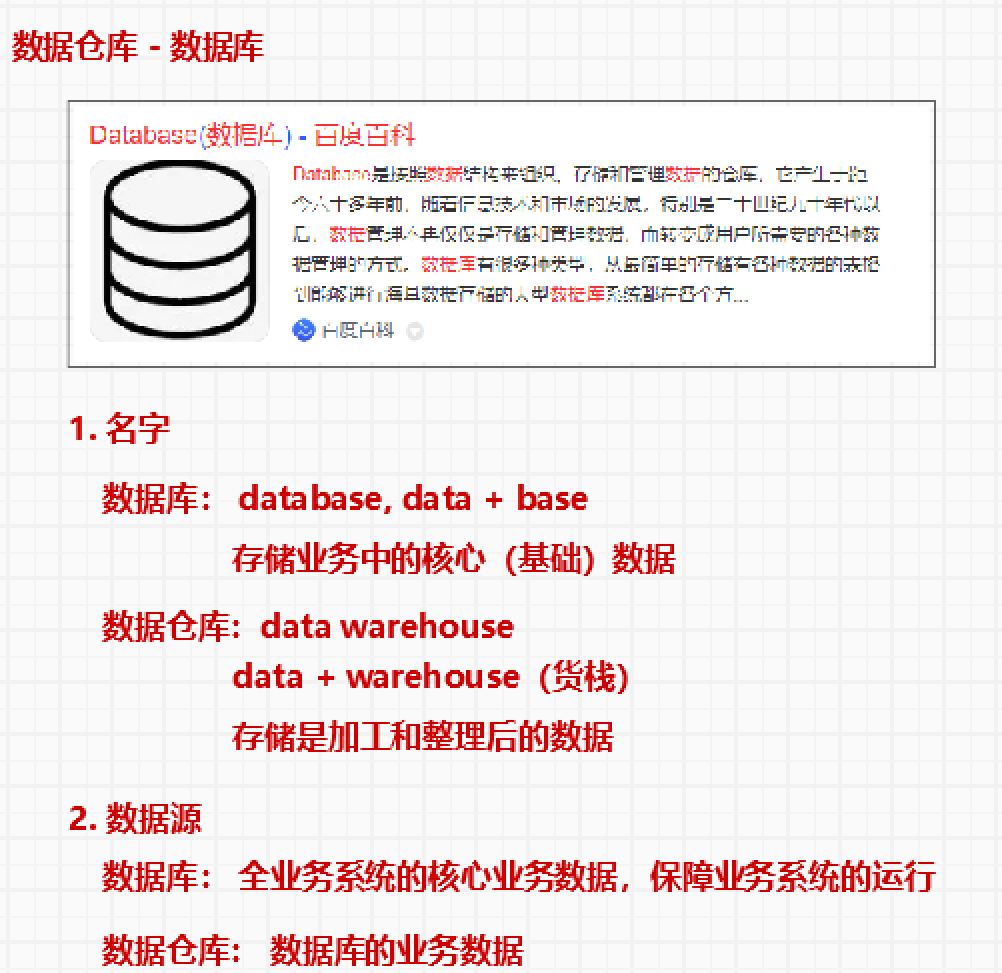 数据仓库 - 数据库
Database(数据库) - 百度百科
Database是按照数据结构来组织、存储和管理数据的仓库，它产生于距
今六十多年前，随着信息技术和市场的发展，特别是二十世纪九十年代以
后，数据管理不再仅仅是存储和管理数据，而转变成用户所需要的各种数
据管理的方式。数据库有很多种类型，从最简单的存储有各种数据的表格
到能够进行海量数据存储的大型数据库系统都在各个方...
百度百科
1. 名字
数据库： database, data + base
存储业务中的核心（基础）数据
数据仓库：data warehouse
data + warehouse（货栈）
存储是加工和整理后的数据
2. 数据源
数据库： 全业务系统的核心业务数据，保障业务系统的运行
数据仓库： 数据库的业务数据